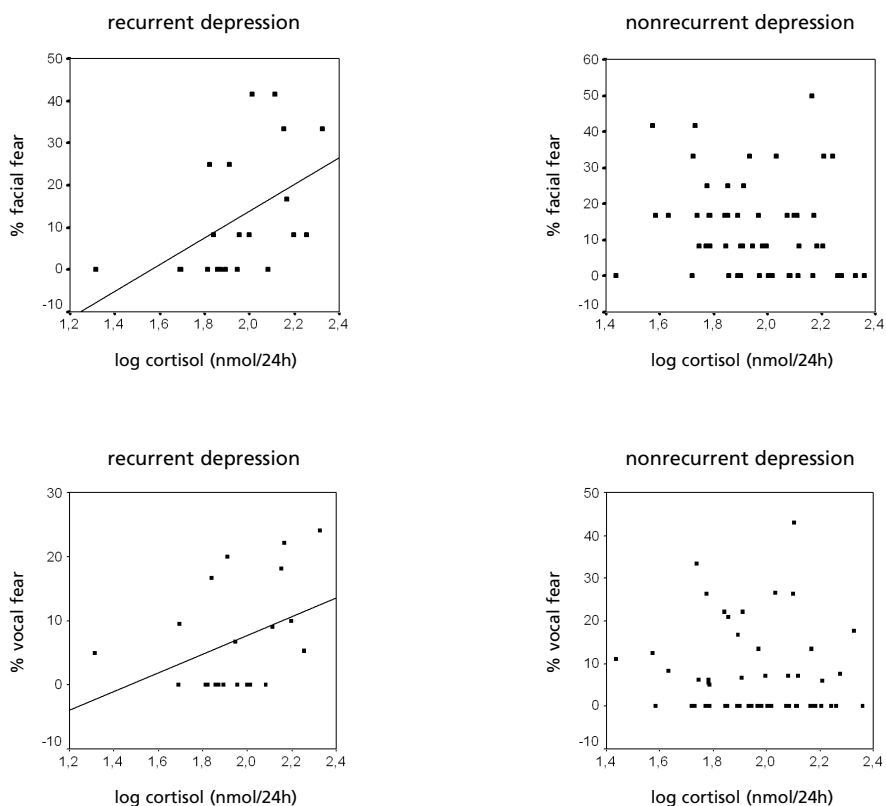 recurrent depression
50
40
30
20
10
0
-10
% facial fear
1,2 1,4 1,6 1,8 2,0 2,2 2,4
log cortisol (nmol/24h)
nonrecurrent depression
60
50
40
30
20
10
0
-10
% facial fear
1,4 1,6 1,8 2,0 2,2 2,4
log cortisol (nmol/24h)
recurrent depression
30
20
10
0
-10
% vocal fear
1,2 1,4 1,6 1,8 2,0 2,2 2,4
log cortisol (nmol/24h)
nonrecurrent depression
50
40
30
20
10
0
-10
% vocal fear
1,4 1,6 1,8 2,0 2,2 2,4
log cortisol (nmol/24h)